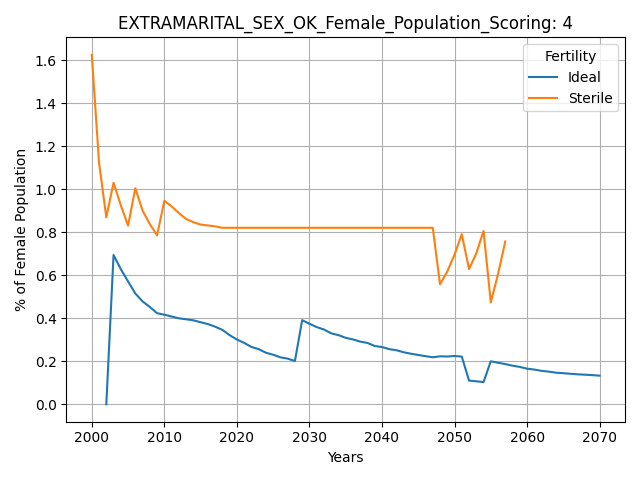 EXTRAMARITAL_SEX_OK_Female_Population_Scoring: 4
Fertility
Ideal
Sterile
% of Female Population
1.6
1.4
1.2
1.0
0.8
0.6
0.4
0.2
0.0
2000 2010 2020 2030 2040 2050 2060 2070
Years